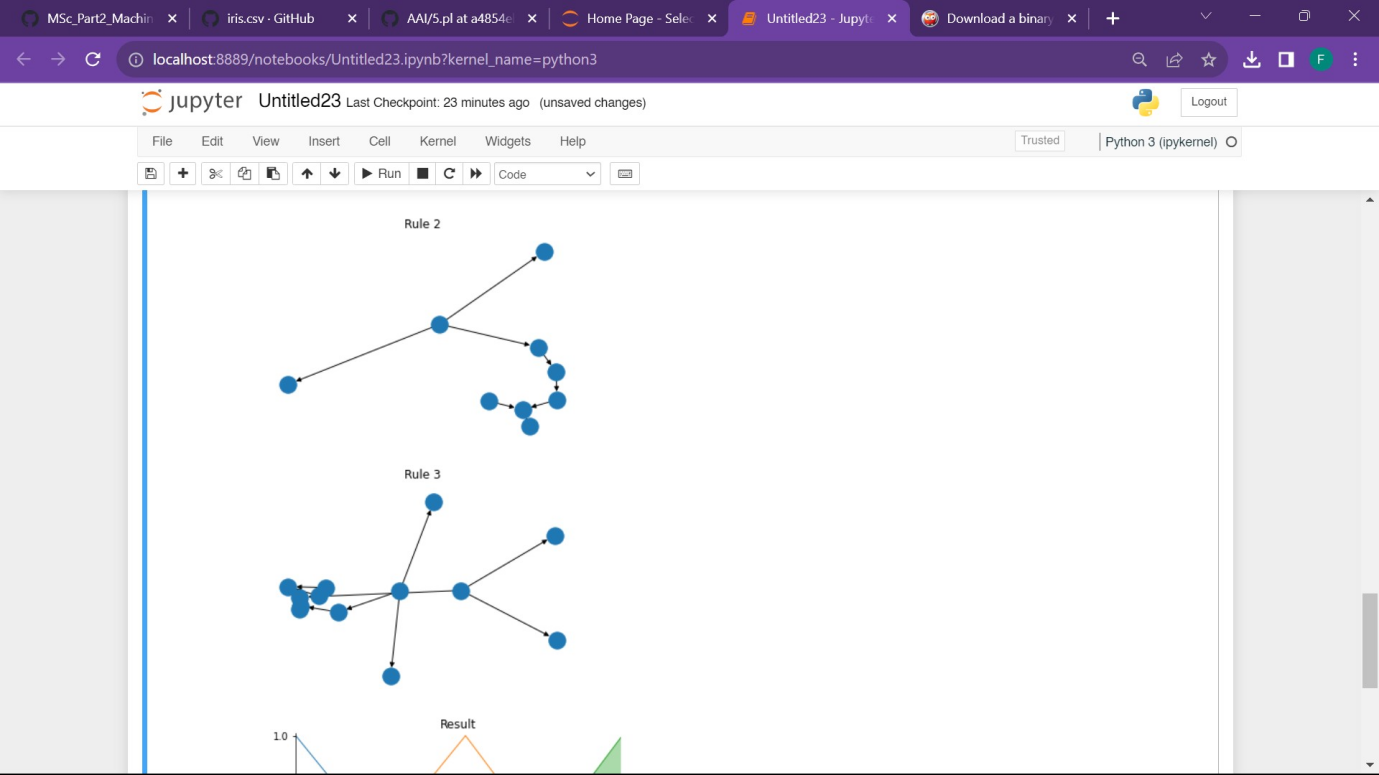 MSc_Part2_Machin
iris.csv · GitHub
AAI/5.pl at a4854e
Home Page - Selec
Untitled23 - Jupyte
Download a binary
localhost:8889/notebooks/Untitled23.ipynb?kernel_name=python3
F
jupyter Untitled23 Last Checkpoint: 23 minutes ago (unsaved changes)
Logout
File Edit View Insert Cell Kernel Widgets Help
Trusted
Python 3 (ipykernel)
Run
Code
Rule 2
Rule 3
Result
1.0